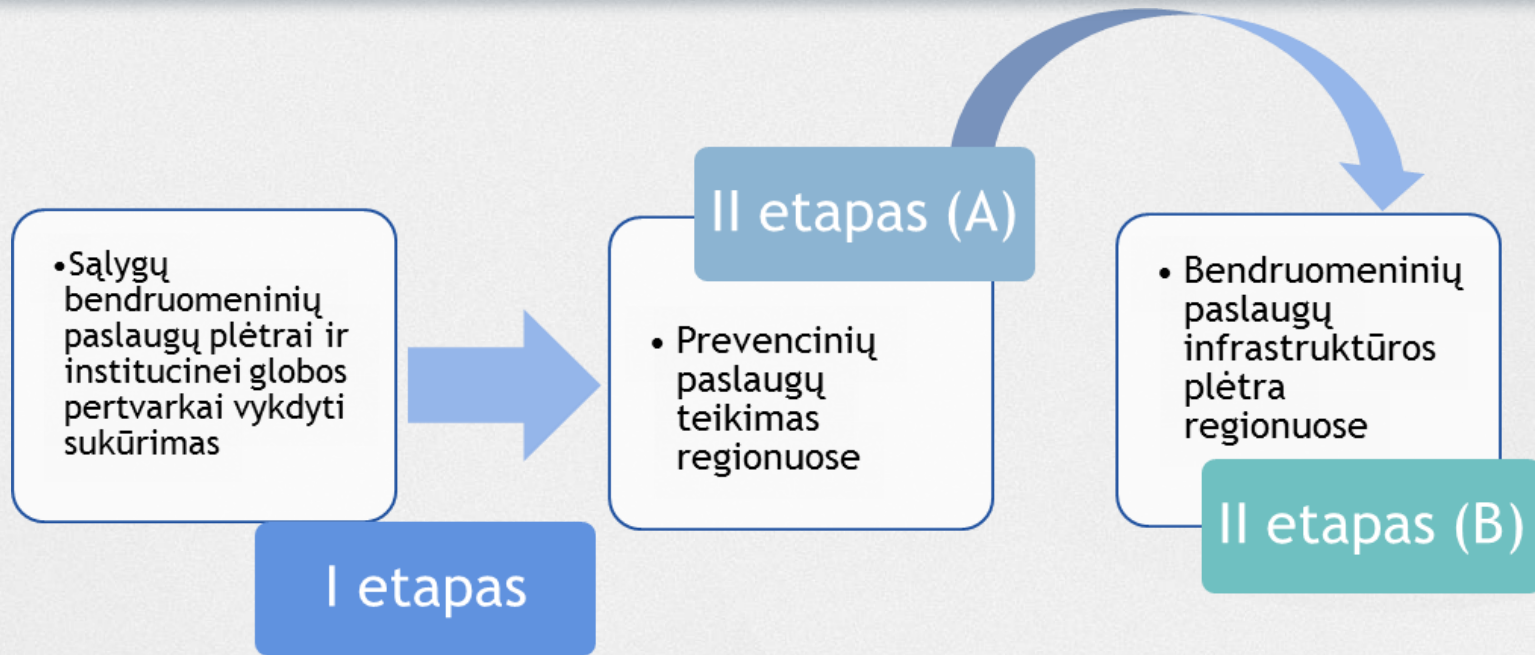 •Sąlygų
bendruomeninių
paslaugų plėtrai ir
institucinei globos
pertvarkai vykdyti
sukūrimas
I etapas
II etapas (A)
• Prevencinių
paslaugų
teikimas
regionuose
• Bendruomeninių
paslaugų
infrastruktūros
plėtra
regionuose
II etapas (B)